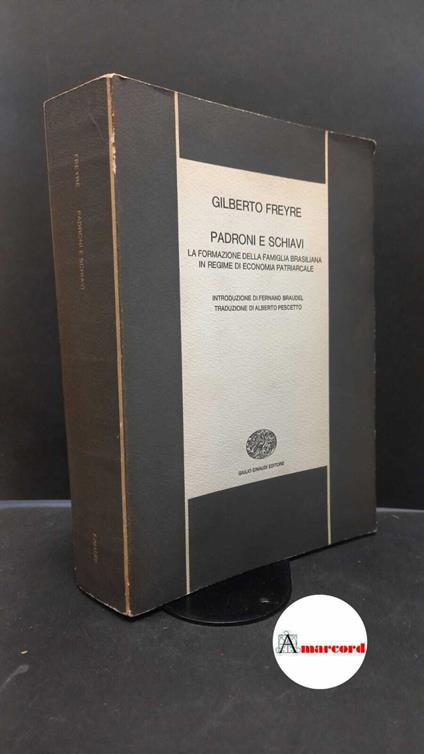 FREYRE PADRONI E SCHIAVI EINAUDI
GILBERTO FREYRE
PADRONI E SCHIAVI
LA FORMAZIONE DELLA FAMIGLIA BRASILIANA
IN REGIME DI ECONOMIA PATRIARCALE
INTRODUZIONE DI FERNAND BRAUDEL
TRADUZIONE DI ALBERTO PESCETTO
GIULIO EINAUDI EDITORE
Amarcord